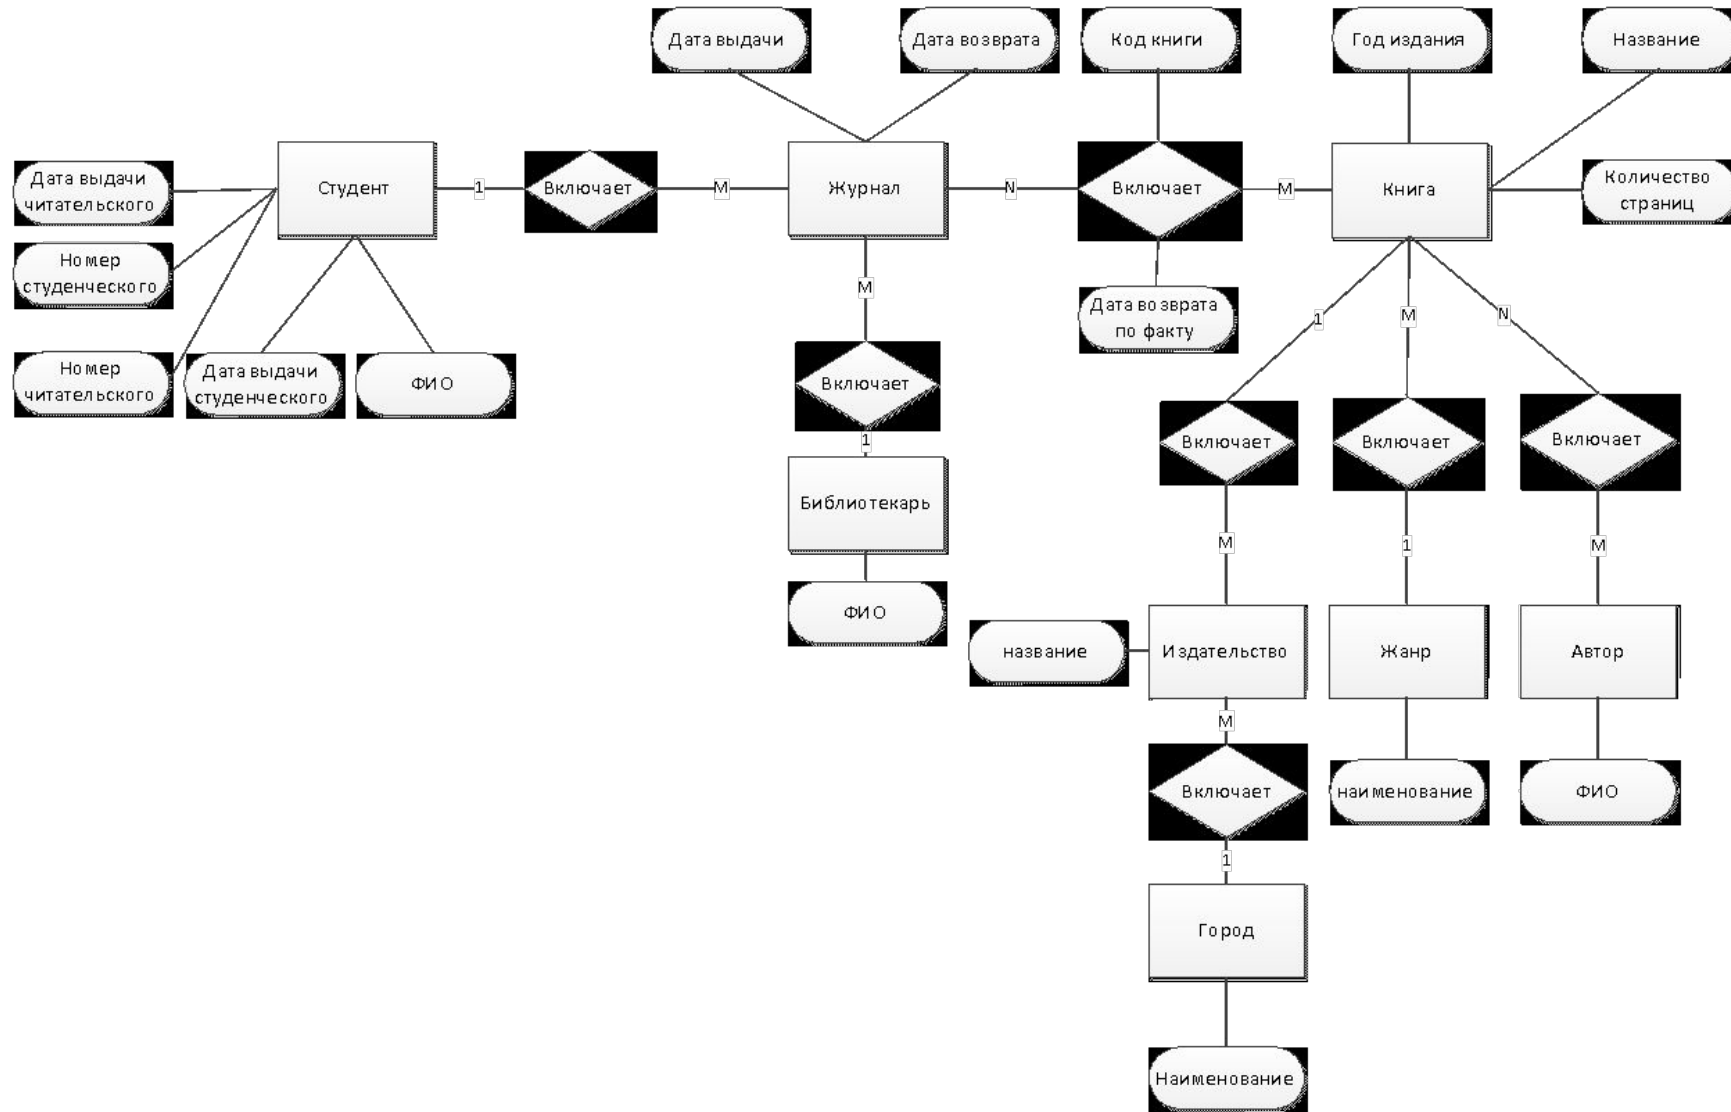 Дата выдачи
Дата возврата
Код книги
Год издания
Название
Дата выдачи
читательского
Студент
1
Включает
М
Журнал
N
Включает
М
Книга
Количество
страниц
Номер
студенческого
М
Дата возврата
по факту
1
М
N
Номер
читательского
Дата выдачи
студенческого
ФИО
Включает
Включает
Включает
Включает
1
Библиотекарь
М
1
М
ФИО
название
Издательство
Жанр
Автор
М
Включает
наименование
ФИО
1
Город
Наименование